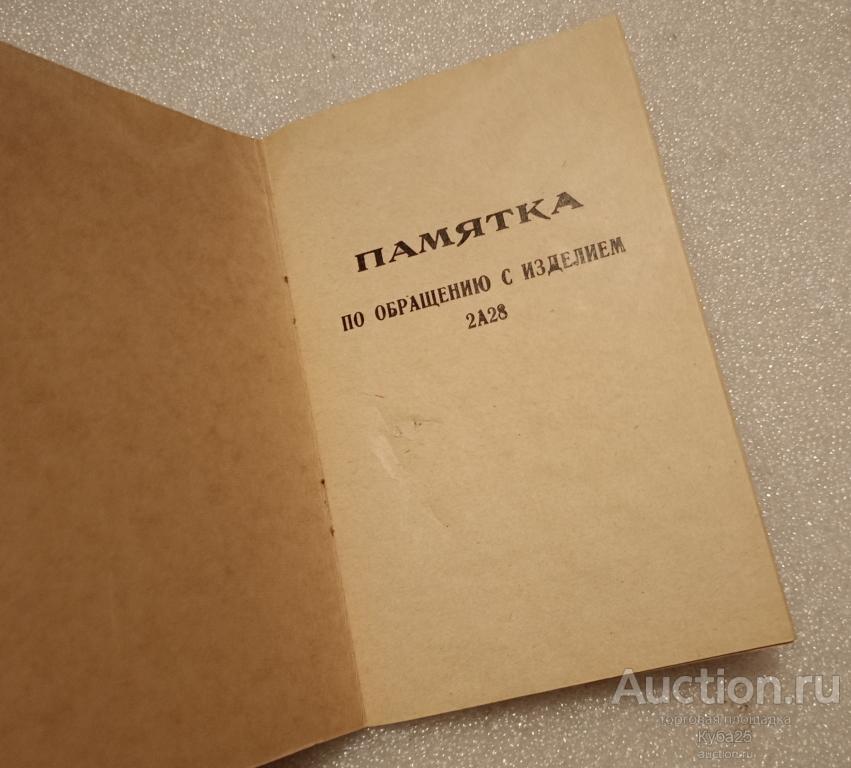 ПАМЯТКА
ПО ОБРАЩЕНИЮ С ИЗДЕЛИЕМ
2А28
Auction.ru
торговая площадка
Куба25
auction.ru